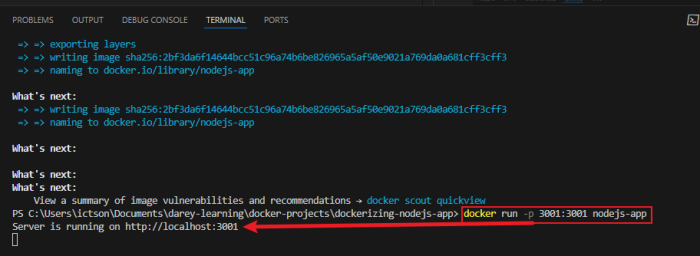 PROBLEMS OUTPUT DEBUG CONSOLE TERMINAL PORTS
=> => exporting layers
=> => writing image sha256:2bf3da6f14644bcc51c96a74b6be826965a5af50e9021a769da0a681cff3cff3
=> => naming to docker.io/library/nodejs-app
What's next:
=> => writing image sha256:2bf3da6f14644bcc51c96a74b6be826965a5af50e9021a769da0a681cff3cff3
=> => naming to docker.io/library/nodejs-app
What's next:
What's next:
What's next:
View a summary of image vulnerabilities and recommendations → docker scout quickview
PS C:\Users\ictson\Documents\darey-learning\docker-projects\dockerizing-nodejs-app> docker run -p 3001:3001 nodejs-app
Server is running on http://localhost:3001